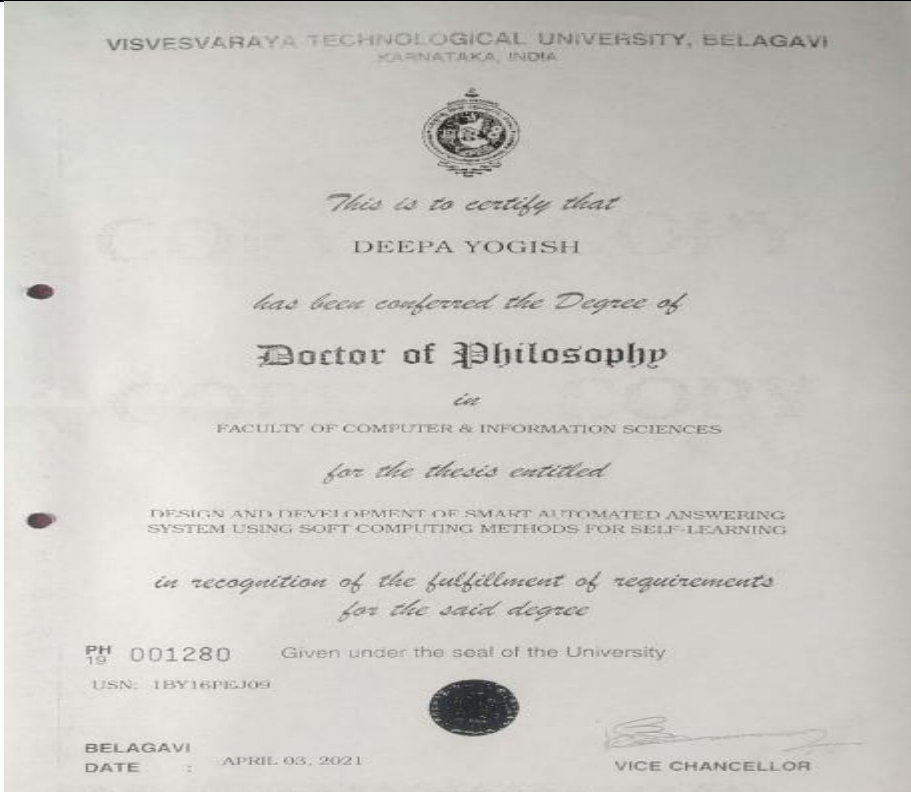 VISVESVARAYA TECHNOLOGICAL UNIVERSITY, BELAGAVI
KARNATAKA, INDIA
This is to certify that
COPY COPY
DEEPA YOGISH
has been conferred the Degree of
Doctor of Philosophy
COPY
in
FACULTY OF COMPUTER & INFORMATION SCIENCES
for the thesis entitled
DESIGN AND DEVELOPMENT OF SMART AUTOMATED ANSWERING
SYSTEM USING SOFT COMPUTING METHODS FOR SELF-LEARNING
in recognition of the fulfillment of requirements
for the said degree
PH 19 001280 Given under the seal of the University
USN: 1BY16PEJ09
BELAGAVI
DATE : APRIL 03, 2021
VICE CHANCELLOR